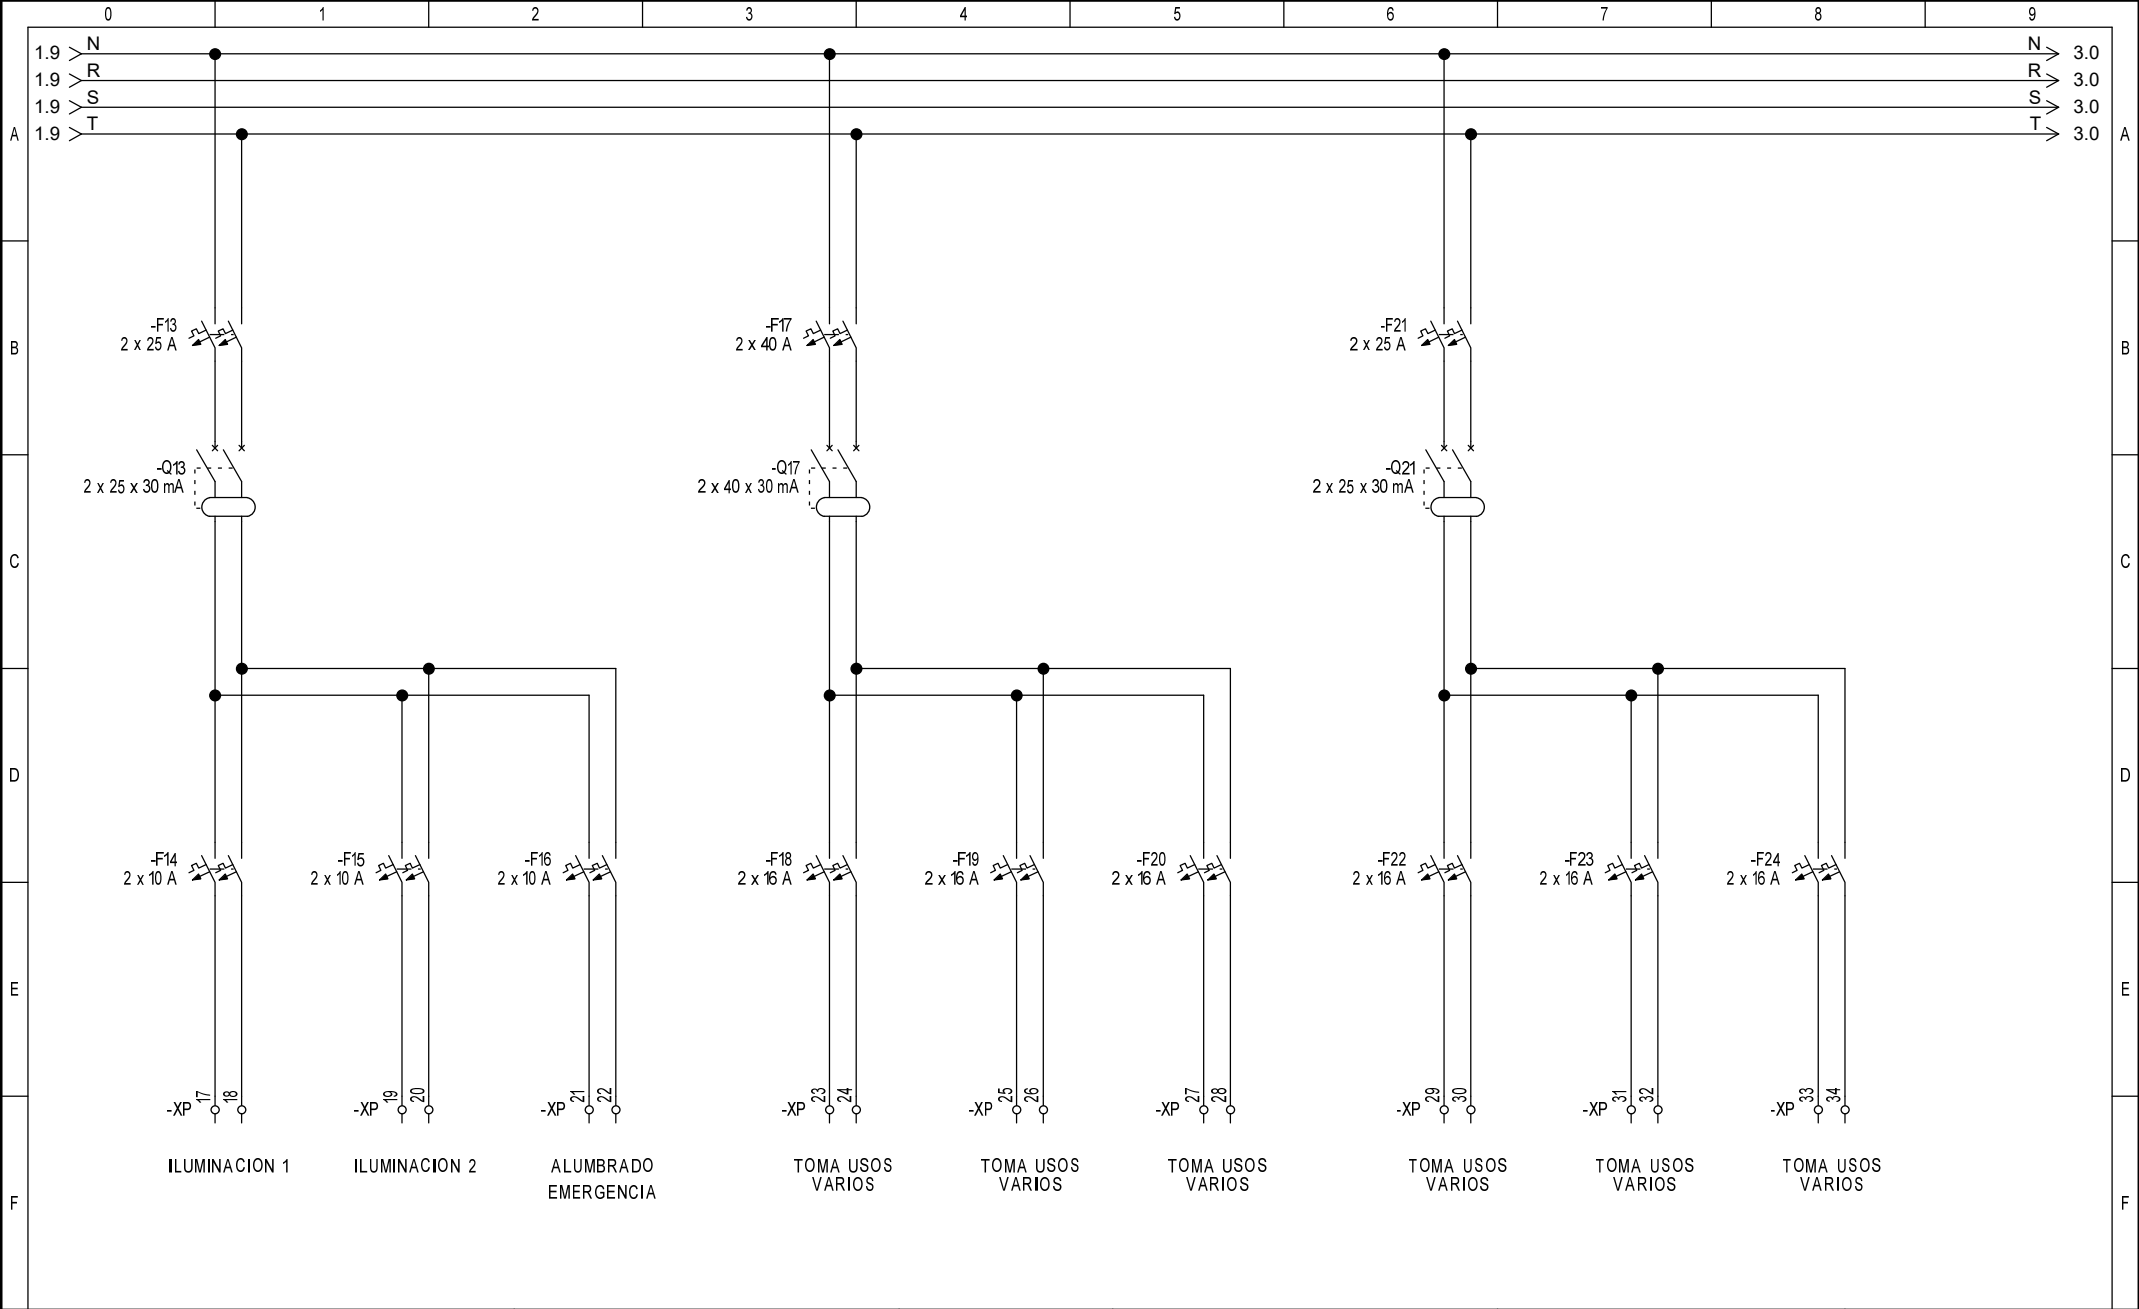 0 1 2 3 4 5 6 7 8 9
1.9 N N 3.0
1.9 R R 3.0
1.9 S S 3.0
A 1.9 T T 3.0 A
-F13 -F17 -F21
2 x 25 A 2 x 40 A 2 x 25 A
B B
-Q13 -Q17 -Q21
2 x 25 x 30 mA 2 x 40 x 30 mA 2 x 25 x 30 mA
C C
D D
-F14 -F15 -F16 -F18 -F19 -F20 -F22 -F23 -F24
2 x 10 A 2 x 10 A 2 x 10 A 2 x 16 A 2 x 16 A 2 x 16 A 2 x 16 A 2 x 16 A 2 x 16 A
E E
-XP 17 18 -XP 19 20 -XP 21 22 -XP 23 24 -XP 25 26 -XP 27 28 -XP 29 30 -XP 31 32 -XP 33 34
ILUMINACION 1 ILUMINACION 2 ALUMBRADO TOMA USOS TOMA USOS TOMA USOS TOMA USOS TOMA USOS TOMA USOS
EMERGENCIA VARIOS VARIOS VARIOS VARIOS VARIOS VARIOS
F F